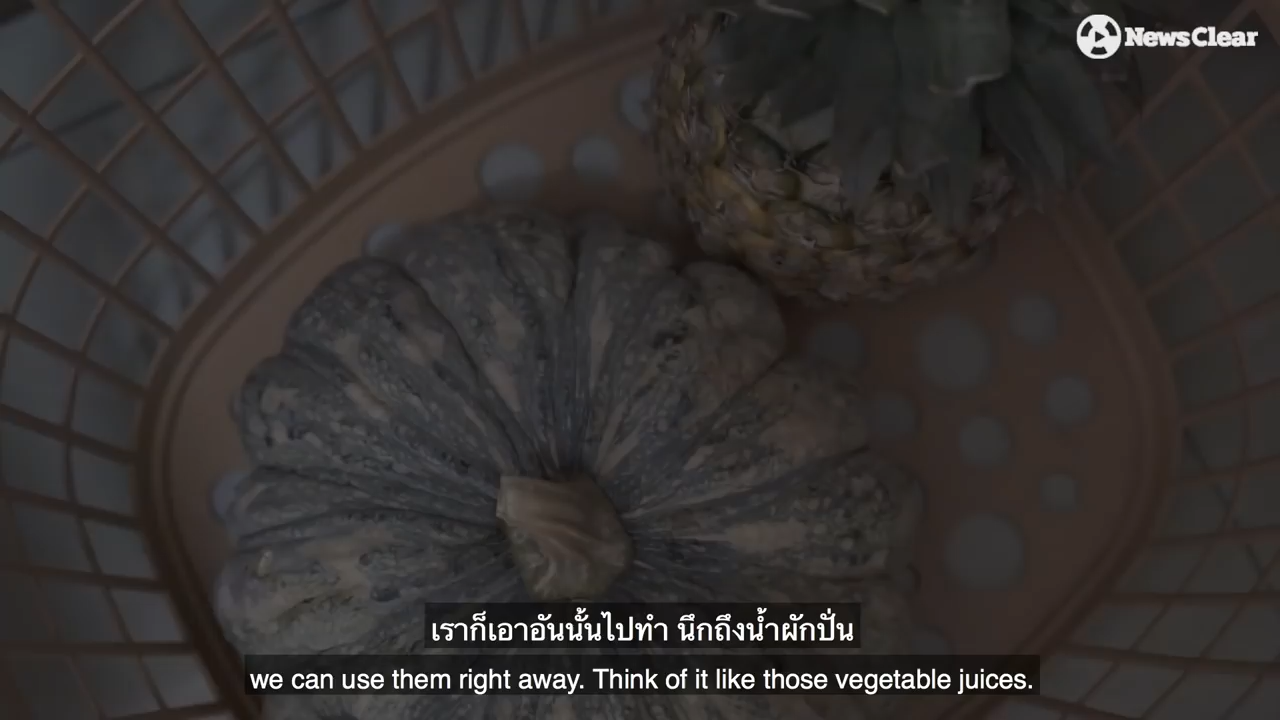 NewsClear
เราก็เอาอันนั้นไปทำ นึกถึงน้ำผักปั่น
we can use them right away. Think of it like those vegetable juices.